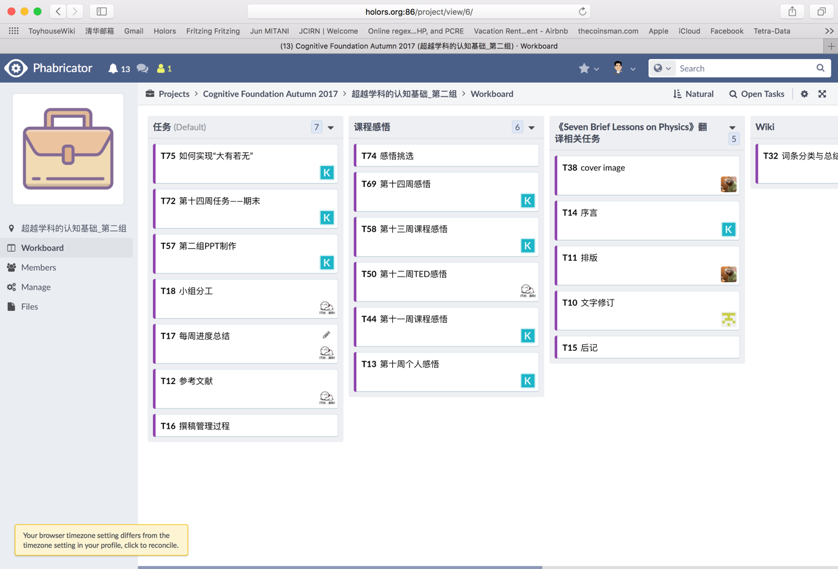 holors.org:86/project/view/6/
ToyhouseWiki 清华邮箱 Gmail Holors Fritzing Fritzing Jun MITANI JCIRN | Welcome Online regex...HP, and PCRE Vacation Rent...ent - Airbnb thecoinsman.com Apple iCloud Facebook Tetra-Data
(13) Cognitive Foundation Autumn 2017 (超越学科的认知基础_第二组) · Workboard
Phabricator 13 1 Search
Projects > Cognitive Foundation Autumn 2017 > 超越学科的认知基础_第二组 > Workboard Natural Open Tasks
超越学科的认知基础_第二组
Workboard
Members
Manage
Files
任务 (Default) 7
T75 如何实现“大有若无”
K
T72 第十四周任务——期末
K
T57 第二组PPT制作
K
T18 小组分工
T17 每周进度总结
T12 参考文献
T16 撰稿管理过程
课程感悟 6
T74 感悟挑选
T69 第十四周感悟
K
T58 第十三周课程感悟
K
T50 第十二周TED感悟
T44 第十一周课程感悟
K
T13 第十周个人感悟
K
《Seven Brief Lessons on Physics》翻
译相关任务 5
T38 cover image
T14 序言
K
T11 排版
T10 文字修订
T15 后记
Wiki
T32 词条分类与总结
Your browser timezone setting differs from the
timezone setting in your profile, click to reconcile.